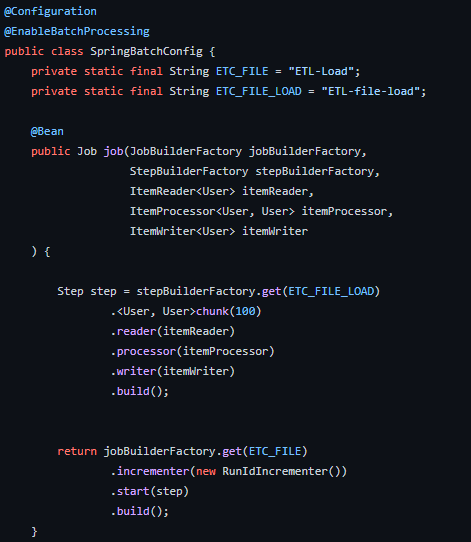 @Configuration
@EnableBatchProcessing
public class SpringBatchConfig {
    private static final String ETC_FILE = "ETL-Load";
    private static final String ETC_FILE_LOAD = "ETL-file-load";

    @Bean
    public Job job(JobBuilderFactory jobBuilderFactory,
                   StepBuilderFactory stepBuilderFactory,
                   ItemReader<User> itemReader,
                   ItemProcessor<User, User> itemProcessor,
                   ItemWriter<User> itemWriter
    ) {

        Step step = stepBuilderFactory.get(ETC_FILE_LOAD)
                .<User, User>chunk(100)
                .reader(itemReader)
                .processor(itemProcessor)
                .writer(itemWriter)
                .build();


        return jobBuilderFactory.get(ETC_FILE)
                .incrementer(new RunIdIncrementer())
                .start(step)
                .build();
    }